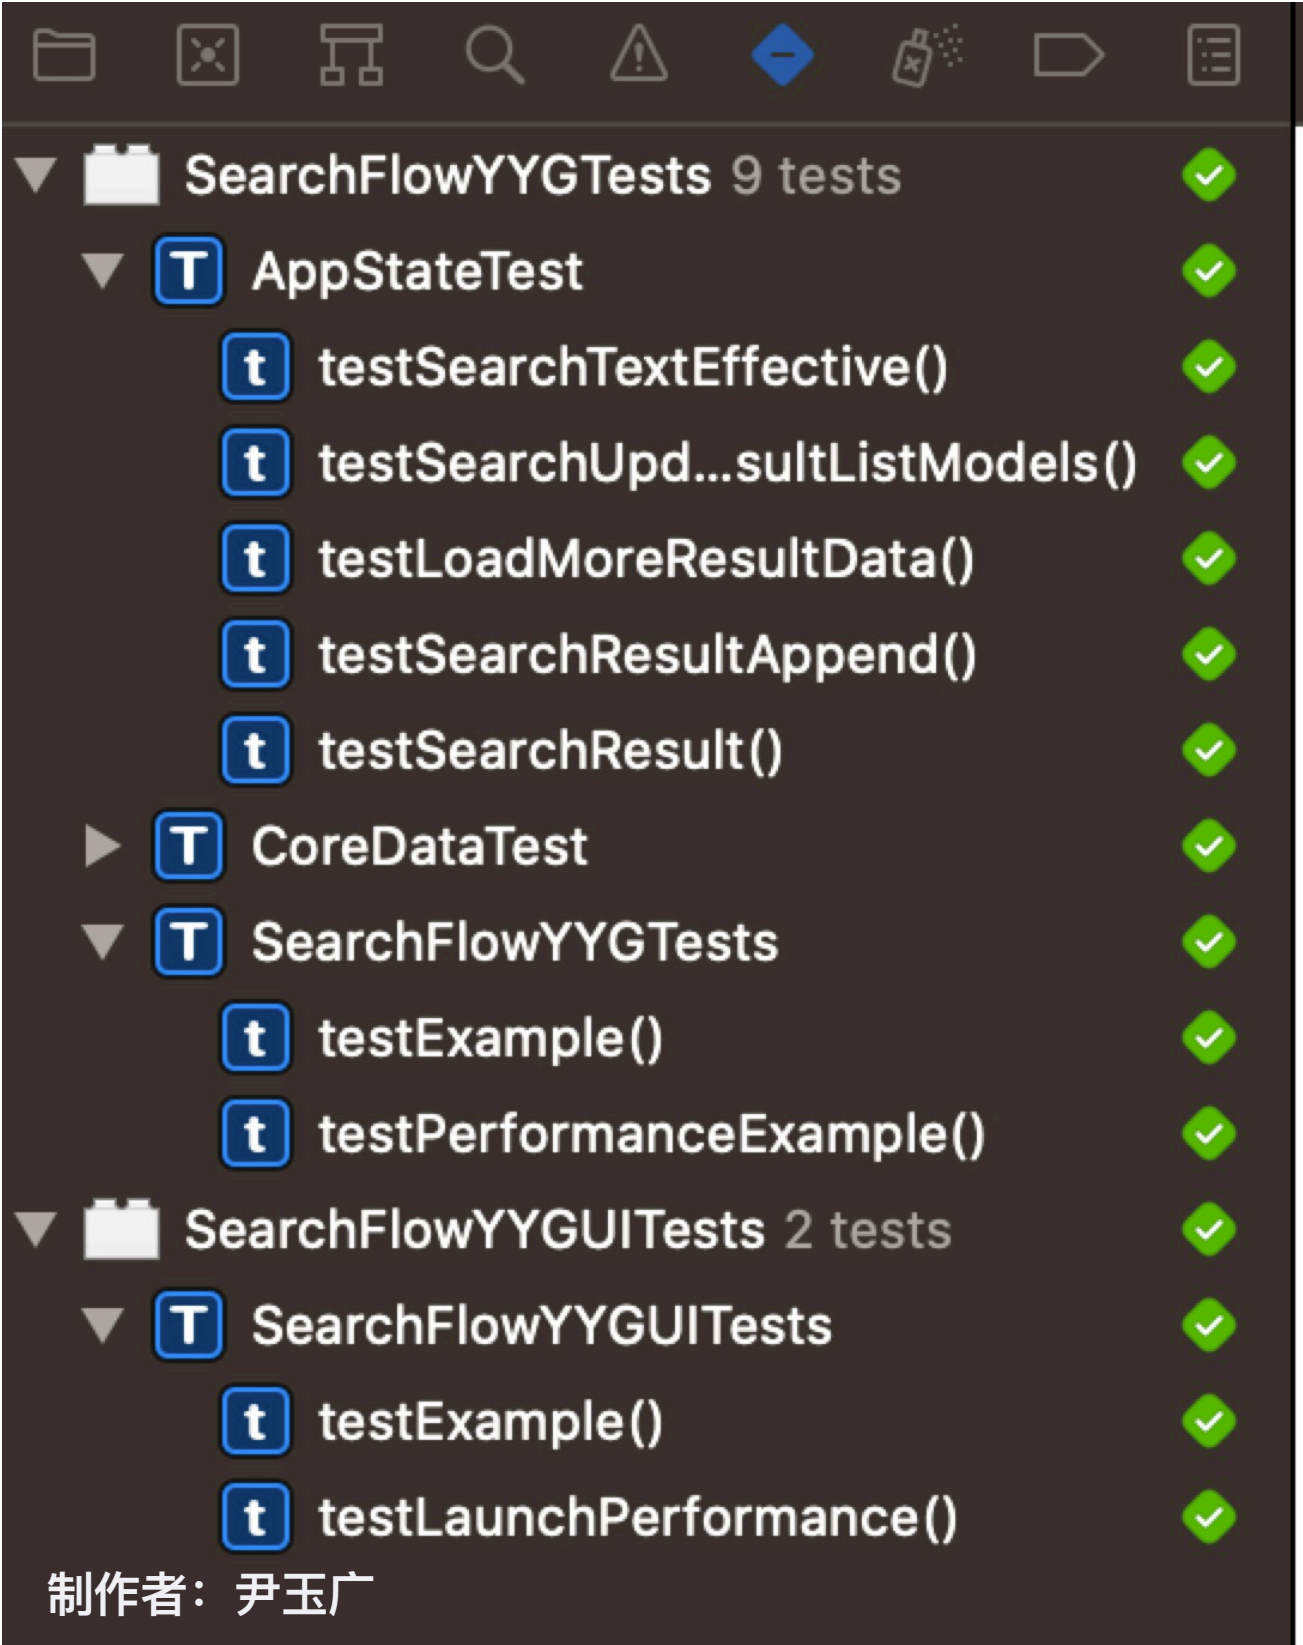 SearchFlowYYGTests 9 tests
T AppStateTest
t testSearchTextEffective()
t testSearchUpd...sultListModels()
t testLoadMoreResultData()
t testSearchResultAppend()
t testSearchResult()
T CoreDataTest
T SearchFlowYYGTests
t testExample()
t testPerformanceExample()
SearchFlowYYGUITests 2 tests
T SearchFlowYYGUITests
t testExample()
t testLaunchPerformance()
制作者：尹玉广